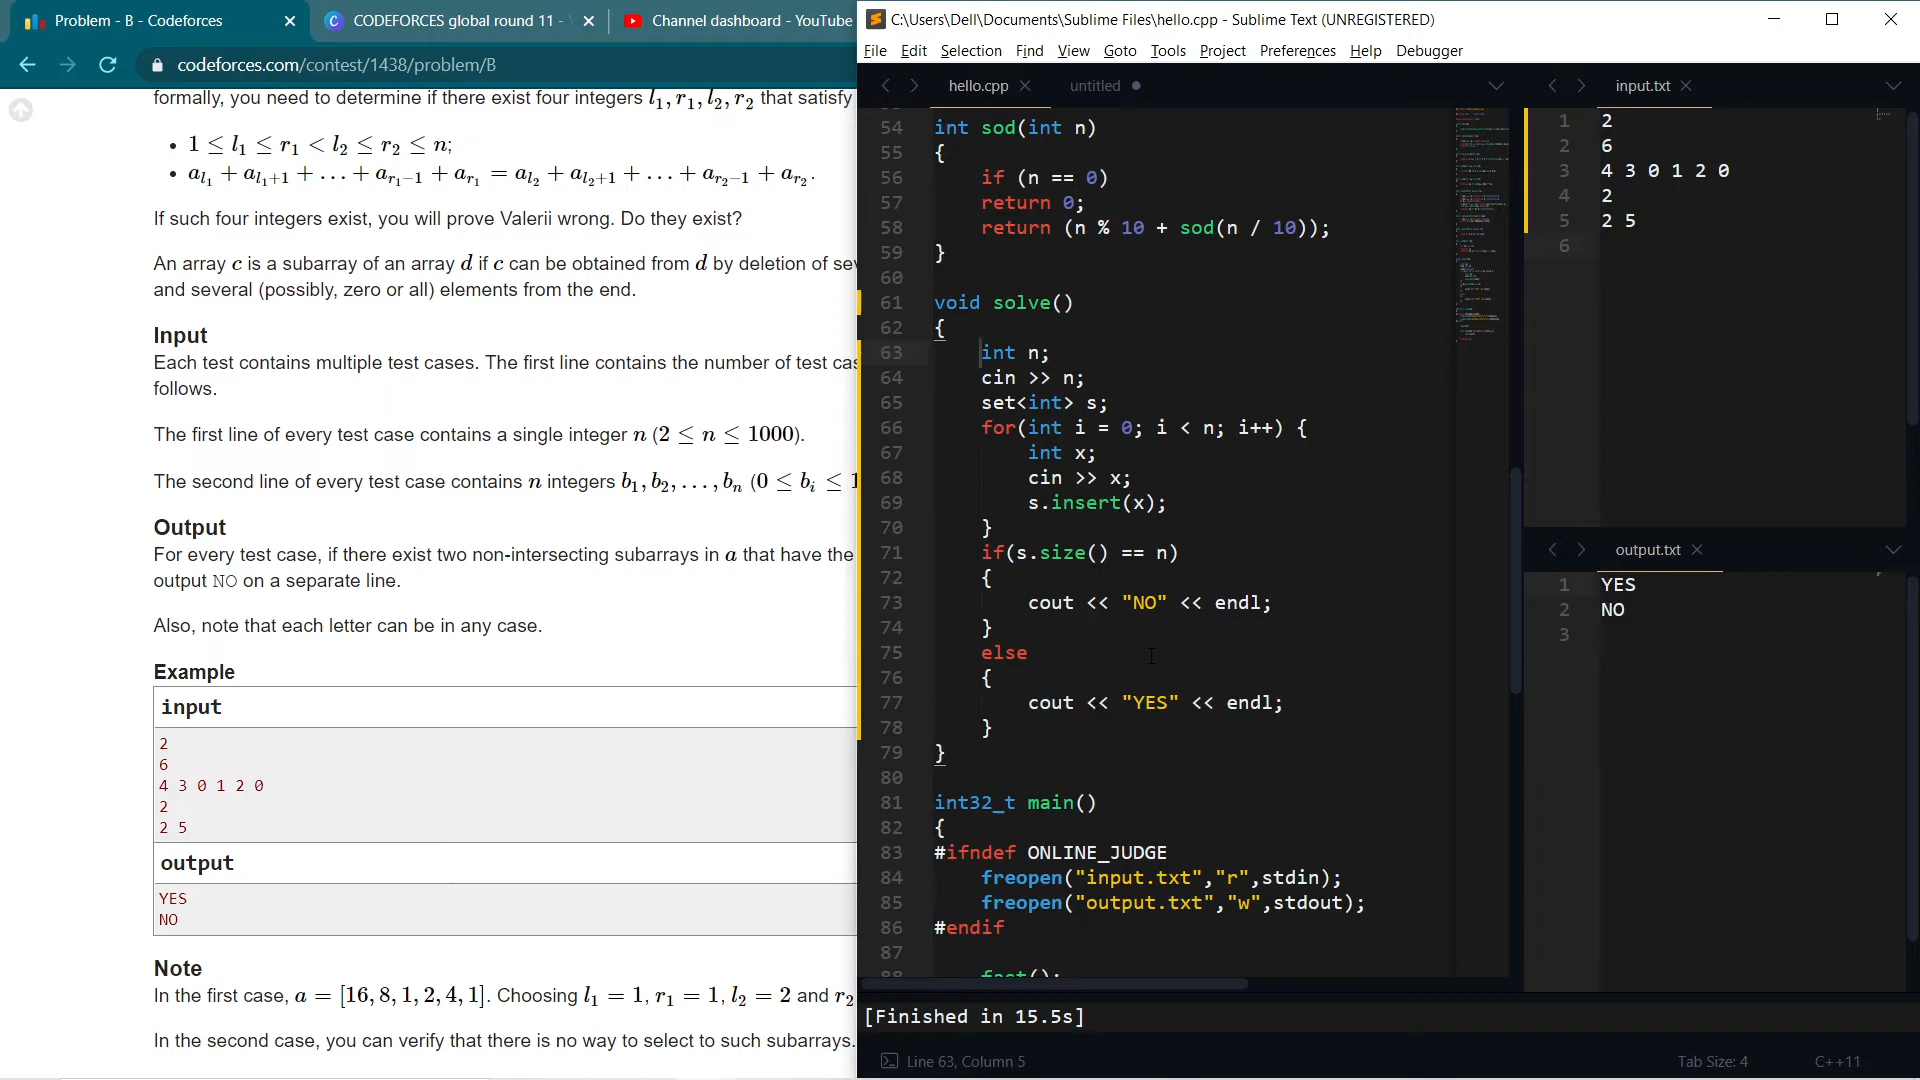 Problem - B - Codeforces
CODEFORCES global round 11 -
Channel dashboard - YouTube
codeforces.com/contest/1438/problem/B
formally, you need to determine if there exist four integers l1, r1, l2, r2 that satisfy
• 1 ≤ l1 ≤ r1 < l2 ≤ r2 ≤ n;
• al1 + al1+1 + … + ar1−1 + ar1 = al2 + al2+1 + … + ar2−1 + ar2.
If such four integers exist, you will prove Valerii wrong. Do they exist?
An array c is a subarray of an array d if c can be obtained from d by deletion of
and several (possibly, zero or all) elements from the end.
Input
Each test contains multiple test cases. The first line contains the number of test
follows.
The first line of every test case contains a single integer n (2 ≤ n ≤ 1000).
The second line of every test case contains n integers b1, b2, …, bn (0 ≤ bi ≤ 1
Output
For every test case, if there exist two non-intersecting subarrays in a that have the
output NO on a separate line.
Also, note that each letter can be in any case.
Example
input
2
6
4 3 0 1 2 0
2
2 5
output
YES
NO
Note
In the first case, a = [16, 8, 1, 2, 4, 1]. Choosing l1 = 1, r1 = 1, l2 = 2 and r2
In the second case, you can verify that there is no way to select to such subarrays.
C:\Users\Dell\Documents\Sublime Files\hello.cpp - Sublime Text (UNREGISTERED)
File Edit Selection Find View Goto Tools Project Preferences Help Debugger
hello.cpp
untitled
54 int sod(int n)
55 {
56 if (n == 0)
57 return 0;
58 return (n % 10 + sod(n / 10));
59 }
60
61 void solve()
62 {
63 int n;
64 cin >> n;
65 set<int> s;
66 for(int i = 0; i < n; i++) {
67 int x;
68 cin >> x;
69 s.insert(x);
70 }
71 if(s.size() == n)
72 {
73 cout << "NO" << endl;
74 }
75 else
76 {
77 cout << "YES" << endl;
78 }
79 }
80
81 int32_t main()
82 {
83 #ifndef ONLINE_JUDGE
84 freopen("input.txt","r",stdin);
85 freopen("output.txt","w",stdout);
86 #endif
87
88 fast();
input.txt
1 2
2 6
3 4 3 0 1 2 0
4 2
5 2 5
6
output.txt
1 YES
2 NO
3
[Finished in 15.5s]
Line 63, Column 5
Tab Size: 4
C++11